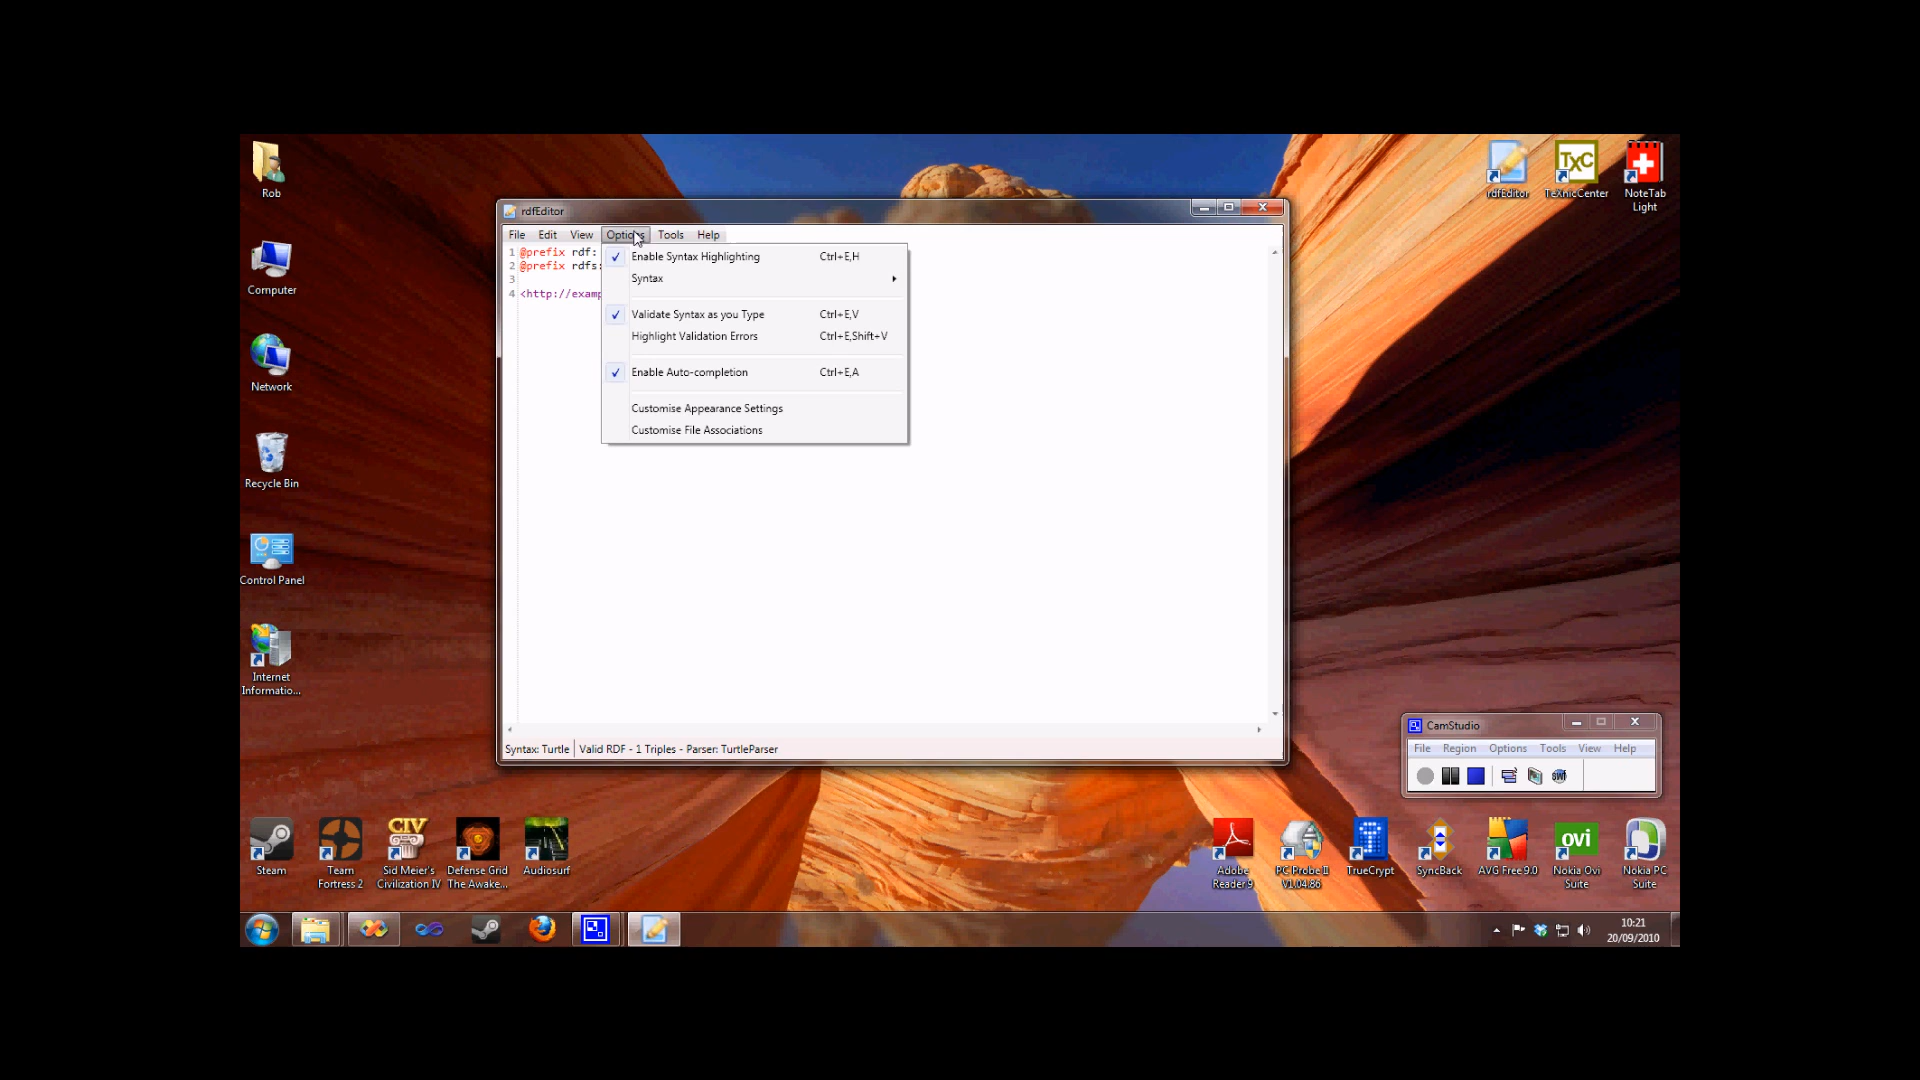 Rob
Computer
Network
Recycle Bin
Control Panel
Internet
Informatio...
rdfEditor
TeXnicCenter
NoteTab
Light
TXC
rdfEditor
File Edit View Options Tools Help
1 @prefix rdf:
2 @prefix rdfs:
3
4 <http://examp
Enable Syntax Highlighting Ctrl+E,H
Syntax
Validate Syntax as you Type Ctrl+E,V
Highlight Validation Errors Ctrl+E,Shift+V
Enable Auto-completion Ctrl+E,A
Customise Appearance Settings
Customise File Associations
Syntax: Turtle Valid RDF - 1 Triples - Parser: TurtleParser
CamStudio
File Region Options Tools View Help
SWF
CIV
ovi
Steam
Team
Fortress 2
Sid Meier's
Civilization IV
Defense Grid
The Awake...
Audiosurf
Adobe
Reader 9
PC Probe II
V1.04.86
TrueCrypt
SyncBack
AVG Free 9.0
Nokia Ovi
Suite
Nokia PC
Suite
10:21
20/09/2010